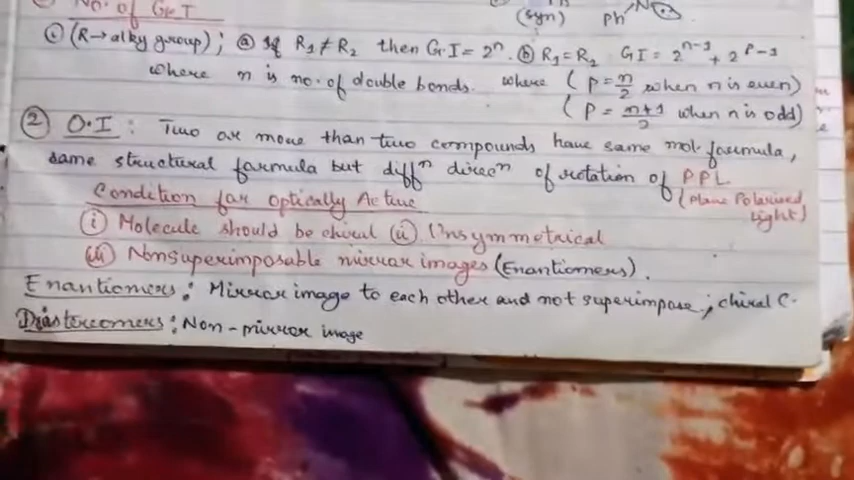 No. of G.I
(syn) Ph N
① (R→alky group) ; ⓐ If R₁≠R₂ then G.I=2ⁿ. ⓑ R₁=R₂ GI = 2ⁿ⁻¹ + 2ᵖ⁻¹
where n is no. of double bonds. where ( P = n/2 when n is even)
( P = n+1/2 when n is odd)
② O.I : Two or more than two compounds have same mol. formula,
same structural formula but diffⁿ direcⁿ of rotation of PPL
(Plane Polarised Light)
Condition for Optically Active
(i) Molecule should be chiral (ii) Unsymmetrical
(iii) Nonsuperimposable mirror images (Enantiomers).
Enantiomers: Mirror image to each other and not superimpose; chiral C.
Diastereomers: Non-mirror image